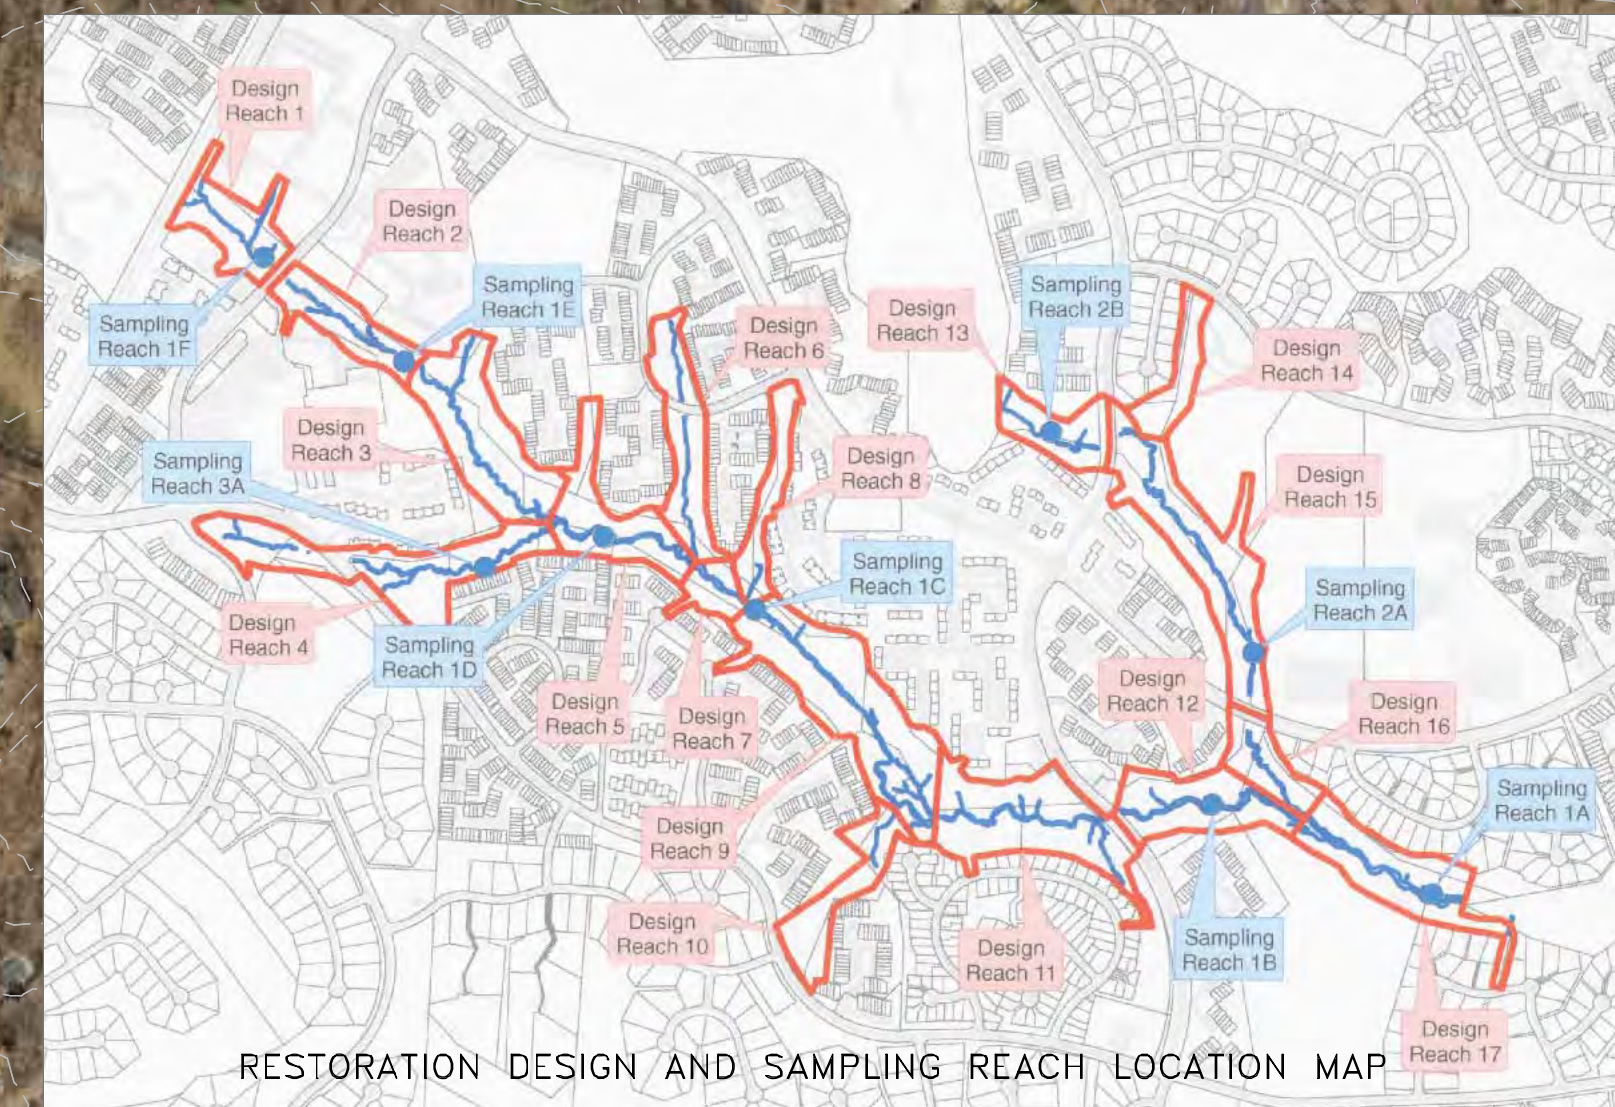 Design
Reach 1
Design
Reach 2
Sampling
Reach 1E
Sampling
Reach 1F
Design
Reach 6
Design
Reach 13
Sampling
Reach 2B
Design
Reach 14
Design
Reach 3
Sampling
Reach 3A
Design
Reach 8
Design
Reach 15
Sampling
Reach 1C
Sampling
Reach 2A
Design
Reach 4
Sampling
Reach 1D
Design
Reach 5
Design
Reach 7
Design
Reach 12
Design
Reach 16
Sampling
Reach 1A
Design
Reach 9
Design
Reach 10
Design
Reach 11
Sampling
Reach 1B
Design
Reach 17
RESTORATION DESIGN AND SAMPLING REACH LOCATION MAP